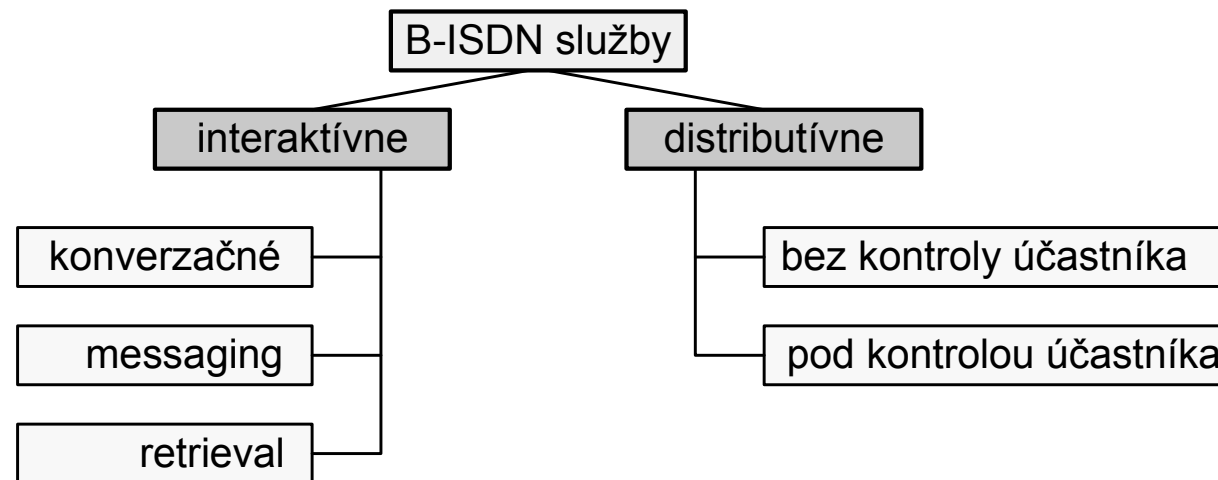 B-ISDN služby
interaktívne
distributívne
konverzačné
bez kontroly účastníka
messaging
pod kontrolou účastníka
retrieval